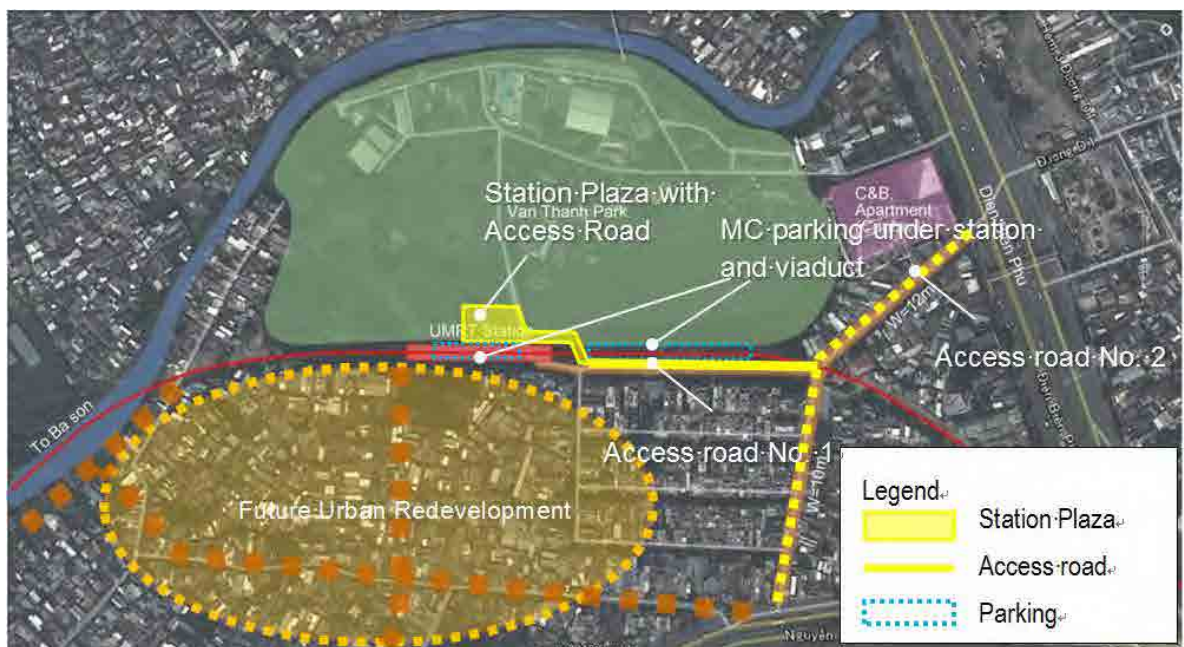 Station·Plaza·with·
Access·Road
Van Thanh Park
C&B
Apartment
MC·parking·under·station·
and·viaduct
Dien Bien Phu
W=12m
UMRT Statio
Access·road·No.·2
To Ba son
Access·road·No.·1
W=10m
Future Urban Redevelopment
Nguyễn
Legend
Station·Plaza
Access·road
Parking